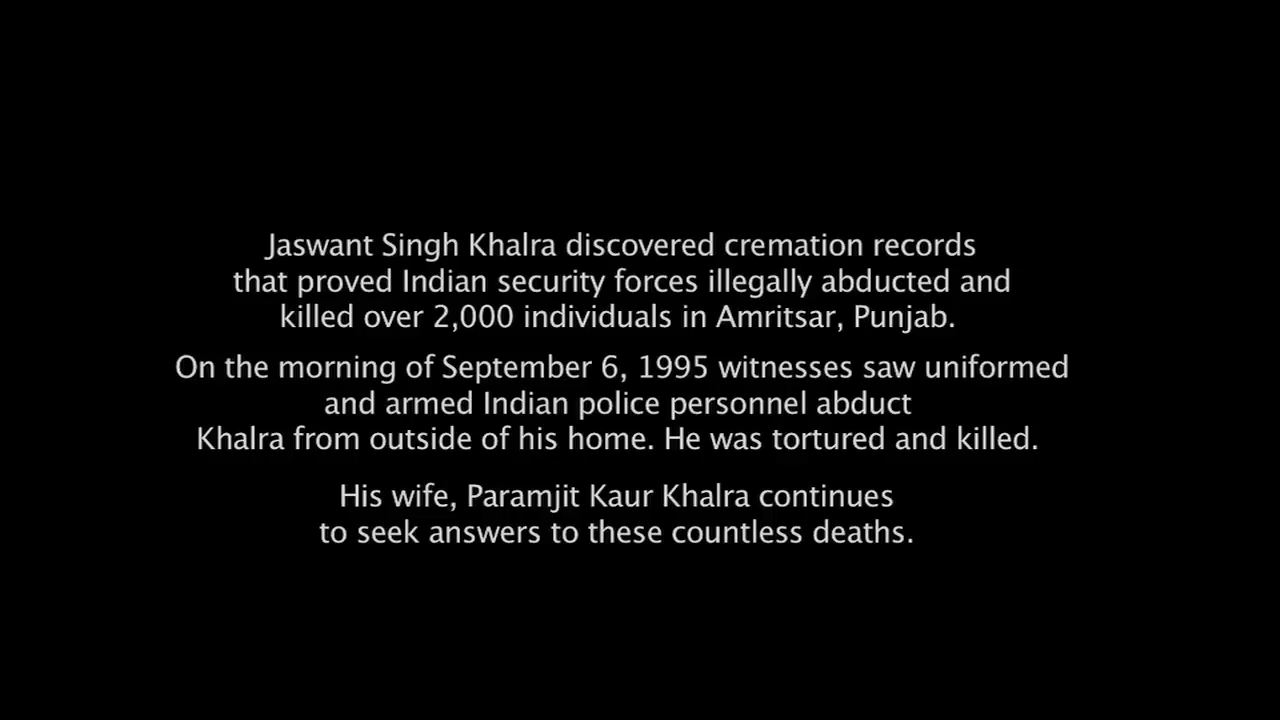 Jaswant Singh Khalra discovered cremation records
that proved Indian security forces illegally abducted and
killed over 2,000 individuals in Amritsar, Punjab.
On the morning of September 6, 1995 witnesses saw uniformed
and armed Indian police personnel abduct
Khalra from outside of his home. He was tortured and killed.
His wife, Paramjit Kaur Khalra continues
to seek answers to these countless deaths.